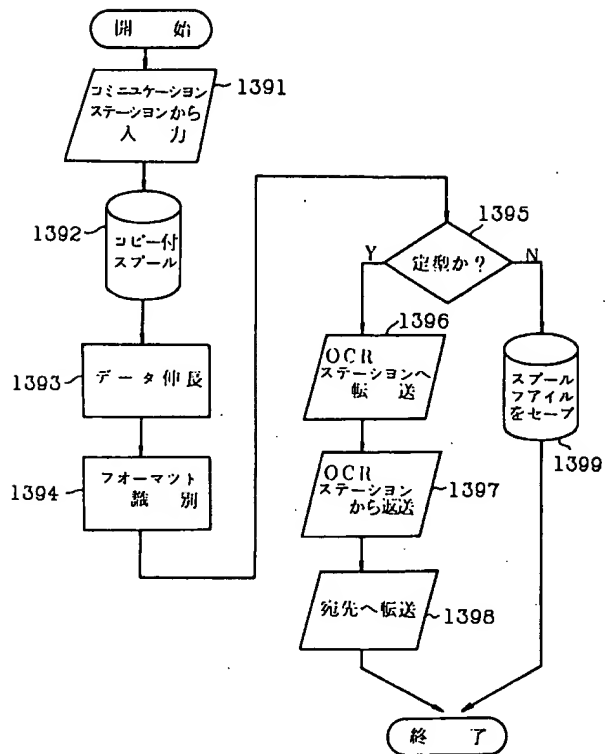 開始
コミニユケーション
ステーションから
入力
1391
コピー付
スプール
1392
データ伸長
1393
フォーマット
識別
1394
定型か?
1395
Y
N
OCR
ステーションへ
転送
1396
OCR
ステーション
から返送
1397
宛先へ転送
1398
スプール
フアイル
をセーブ
1399
終了